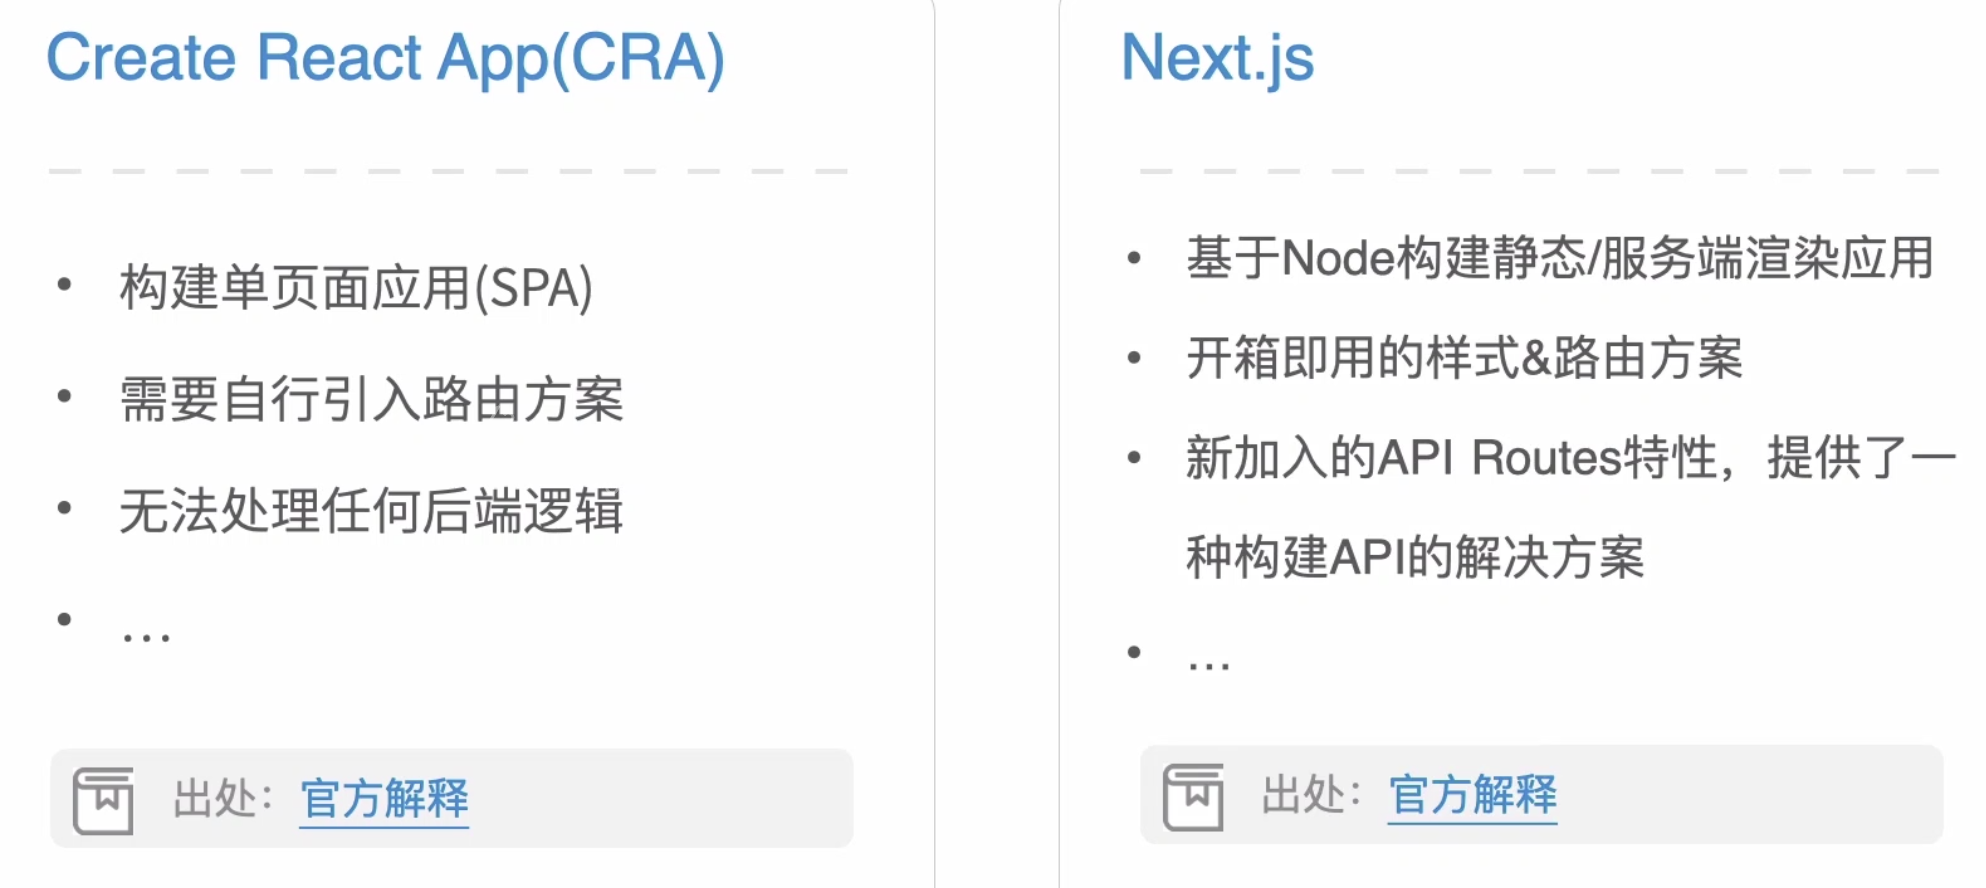 Create React App(CRA)
• 构建单页面应用(SPA)
• 需要自行引入路由方案
• 无法处理任何后端逻辑
• ...
出处：官方解释
Next.js
• 基于Node构建静态/服务端渲染应用
• 开箱即用的样式&路由方案
• 新加入的API Routes特性，提供了一
种构建API的解决方案
• ...
出处：官方解释